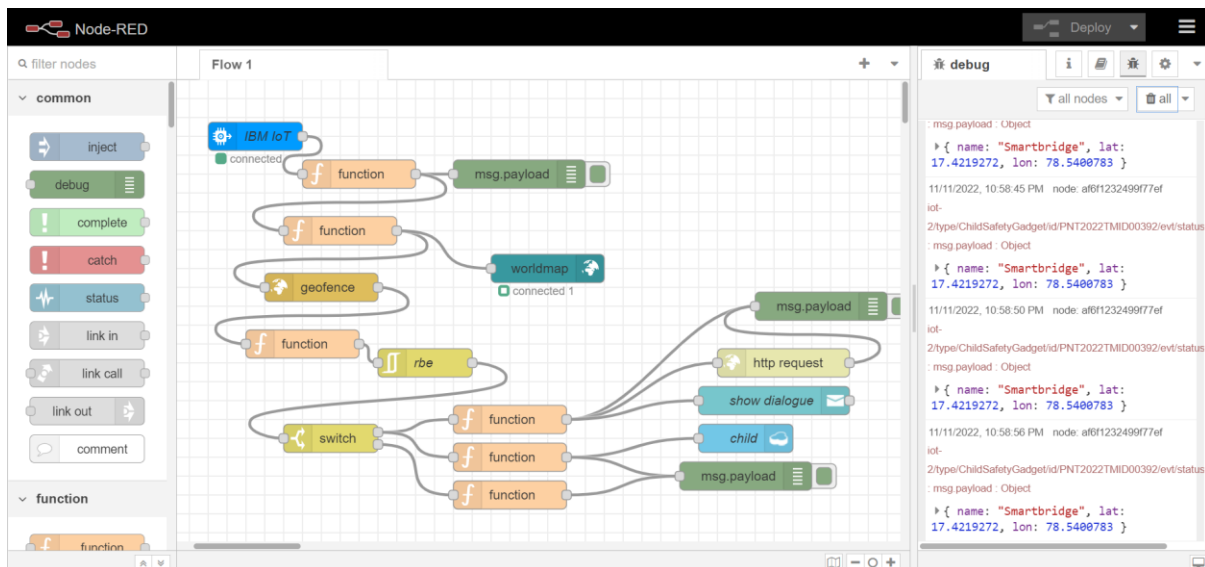 Node-RED
Deploy
filter nodes
Flow 1
debug
i
all nodes
all
common
inject
debug
complete
catch
status
link in
link call
link out
comment
function
function
IBM IoT
connected
function
msg.payload
function
worldmap
connected 1
geofence
msg.payload
function
rbe
http request
show dialogue
function
switch
child
function
msg.payload
function
: msg.payload : Object
{ name: "Smartbridge", lat:
17.4219272, lon: 78.5400783 }
11/11/2022, 10:58:45 PM node: af6f1232499f77ef
iot-
2/type/ChildSafetyGadget/id/PNT2022TMID00392/evt/status
: msg.payload : Object
{ name: "Smartbridge", lat:
17.4219272, lon: 78.5400783 }
11/11/2022, 10:58:50 PM node: af6f1232499f77ef
iot-
2/type/ChildSafetyGadget/id/PNT2022TMID00392/evt/status
: msg.payload : Object
{ name: "Smartbridge", lat:
17.4219272, lon: 78.5400783 }
11/11/2022, 10:58:56 PM node: af6f1232499f77ef
iot-
2/type/ChildSafetyGadget/id/PNT2022TMID00392/evt/status
: msg.payload : Object
{ name: "Smartbridge", lat:
17.4219272, lon: 78.5400783 }